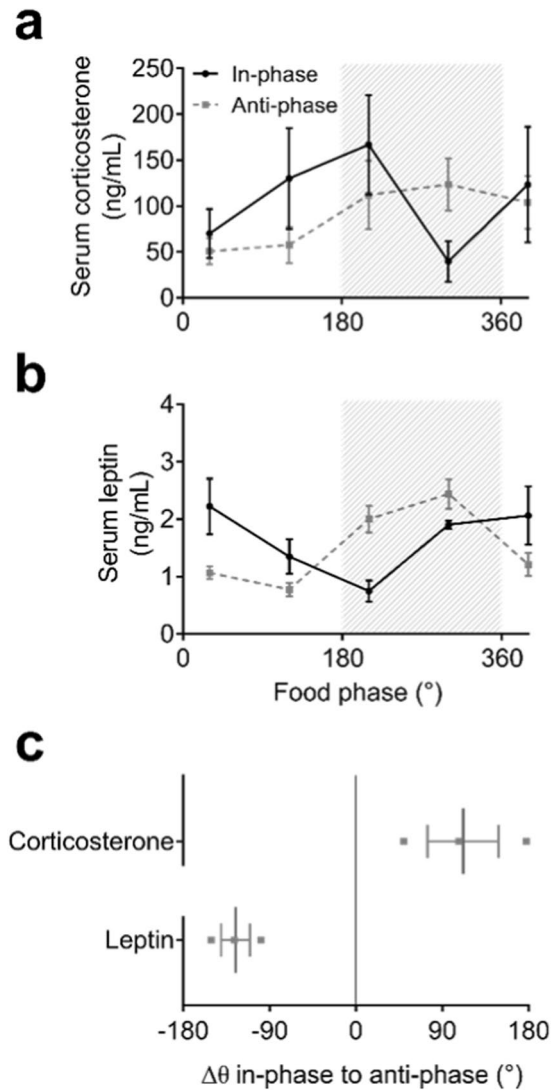 a
Serum corticosterone
(ng/mL)
250
200
150
100
50
0
In-phase
Anti-phase
0
180
360
b
Serum leptin
(ng/mL)
4
3
2
1
0
0
180
360
Food phase (°)
c
Corticosterone
Leptin
-180
-90
0
90
180
Δθ in-phase to anti-phase (°)